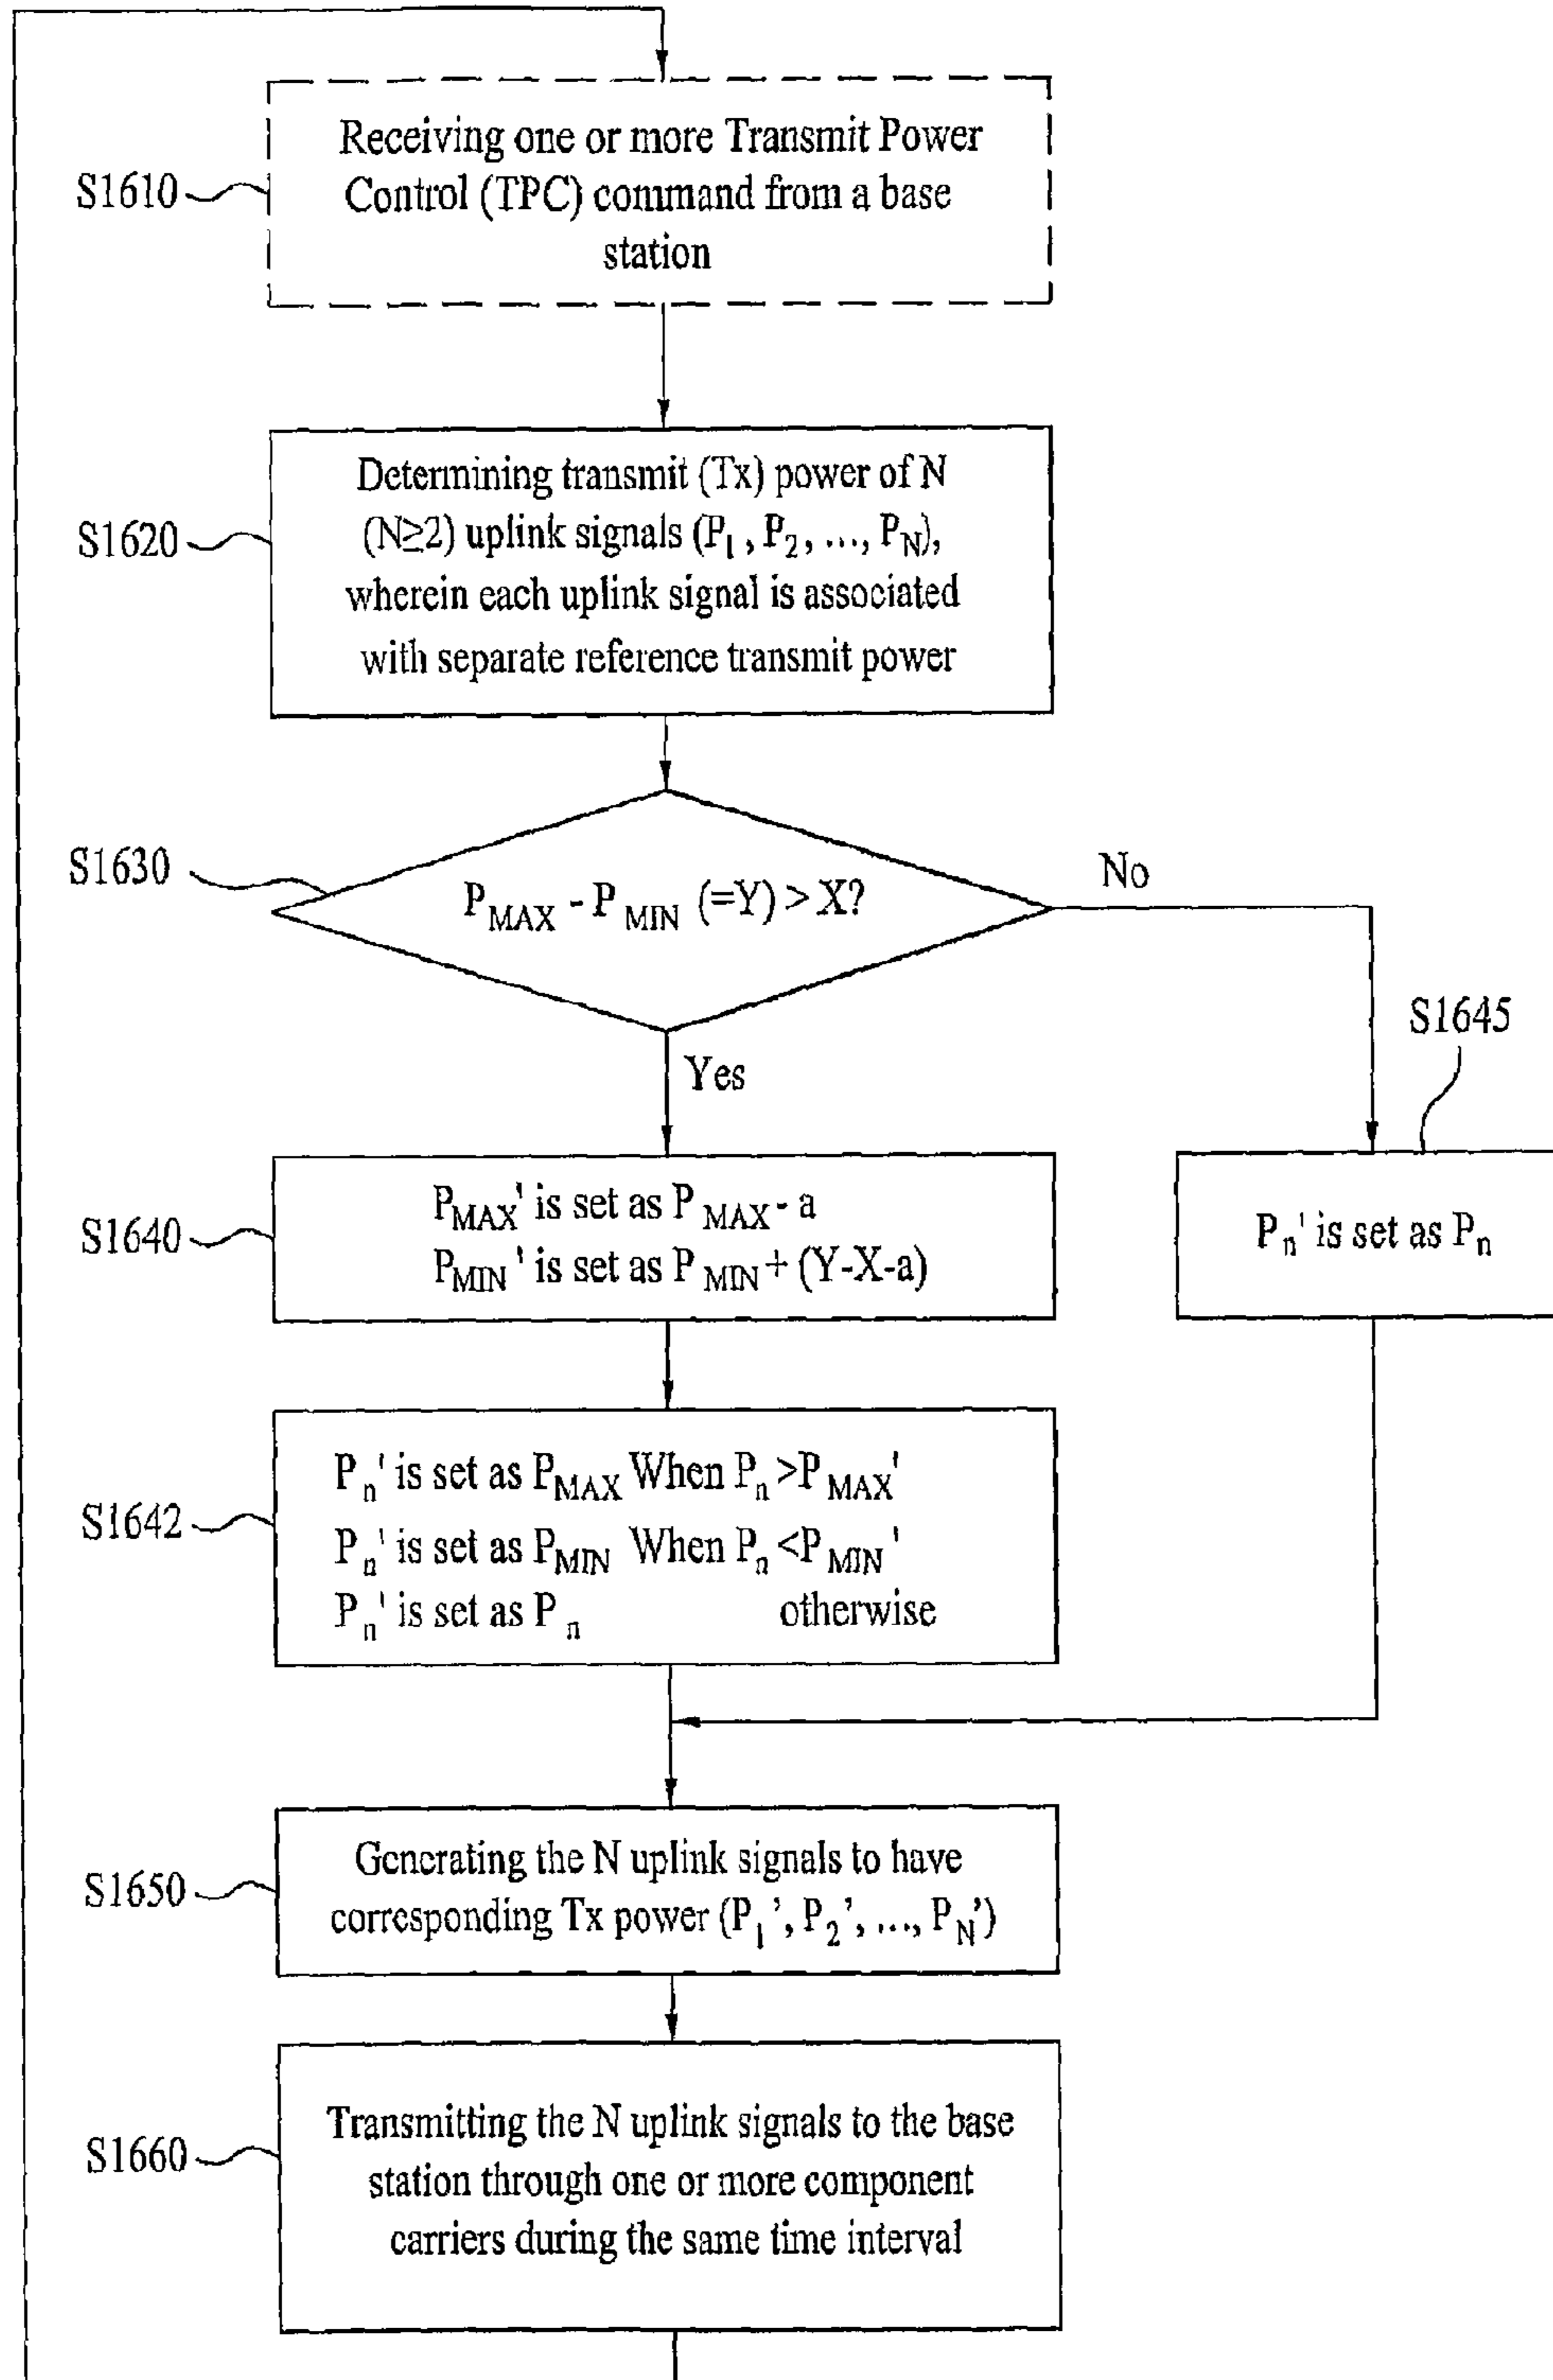 S1610
Receiving one or more Transmit Power
Control (TPC) command from a base
station
S1620
Determining transmit (Tx) power of N
(N≥2) uplink signals (P1, P2, ..., PN),
wherein each uplink signal is associated
with separate reference transmit power
S1630
PMAX - PMIN (=Y) > X?
No
Yes
S1645
S1640
PMAX' is set as PMAX - a
PMIN' is set as PMIN + (Y-X-a)
Pn' is set as Pn
S1642
Pn' is set as PMAX When Pn >PMAX'
Pn' is set as PMIN When Pn <PMIN'
Pn' is set as Pn otherwise
S1650
Generating the N uplink signals to have
corresponding Tx power (P1', P2', ..., PN')
S1660
Transmitting the N uplink signals to the base
station through one or more component
carriers during the same time interval